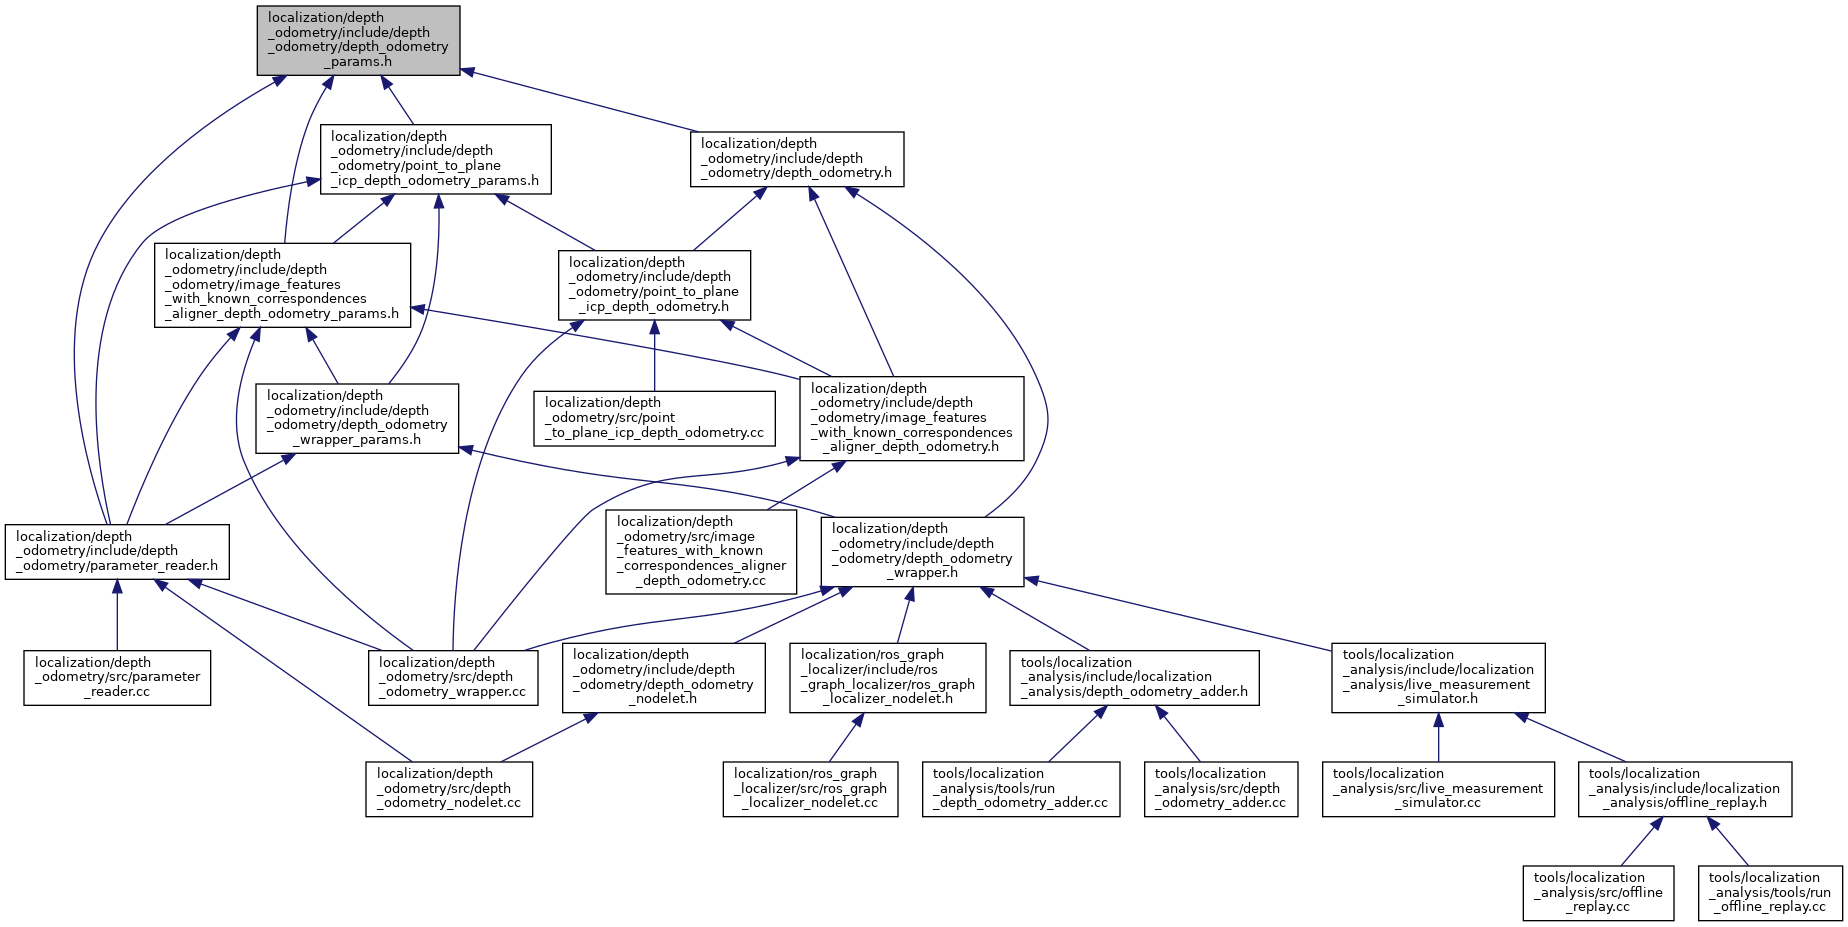 localization/depth
_odometry/include/depth
_odometry/depth_odometry
_params.h
localization/depth
_odometry/include/depth
_odometry/point_to_plane
_icp_depth_odometry_params.h
localization/depth
_odometry/include/depth
_odometry/depth_odometry.h
localization/depth
_odometry/include/depth
_odometry/image_features
_with_known_correspondences
_aligner_depth_odometry_params.h
localization/depth
_odometry/include/depth
_odometry/point_to_plane
_icp_depth_odometry.h
localization/depth
_odometry/include/depth
_odometry/depth_odometry
_wrapper_params.h
localization/depth
_odometry/src/point
_to_plane_icp_depth_odometry.cc
localization/depth
_odometry/include/depth
_odometry/image_features
_with_known_correspondences
_aligner_depth_odometry.h
localization/depth
_odometry/include/depth
_odometry/parameter_reader.h
localization/depth
_odometry/src/image
_features_with_known
_correspondences_aligner
_depth_odometry.cc
localization/depth
_odometry/include/depth
_odometry/depth_odometry
_wrapper.h
localization/depth
_odometry/src/parameter
_reader.cc
localization/depth
_odometry/src/depth
_odometry_wrapper.cc
localization/depth
_odometry/include/depth
_odometry/depth_odometry
_nodelet.h
localization/ros_graph
_localizer/include/ros
_graph_localizer/ros_graph
_localizer_nodelet.h
tools/localization
_analysis/include/localization
_analysis/depth_odometry_adder.h
tools/localization
_analysis/include/localization
_analysis/live_measurement
_simulator.h
localization/depth
_odometry/src/depth
_odometry_nodelet.cc
localization/ros_graph
_localizer/src/ros_graph
_localizer_nodelet.cc
tools/localization
_analysis/tools/run
_depth_odometry_adder.cc
tools/localization
_analysis/src/depth
_odometry_adder.cc
tools/localization
_analysis/src/live_measurement
_simulator.cc
tools/localization
_analysis/include/localization
_analysis/offline_replay.h
tools/localization
_analysis/src/offline
_replay.cc
tools/localization
_analysis/tools/run
_offline_replay.cc